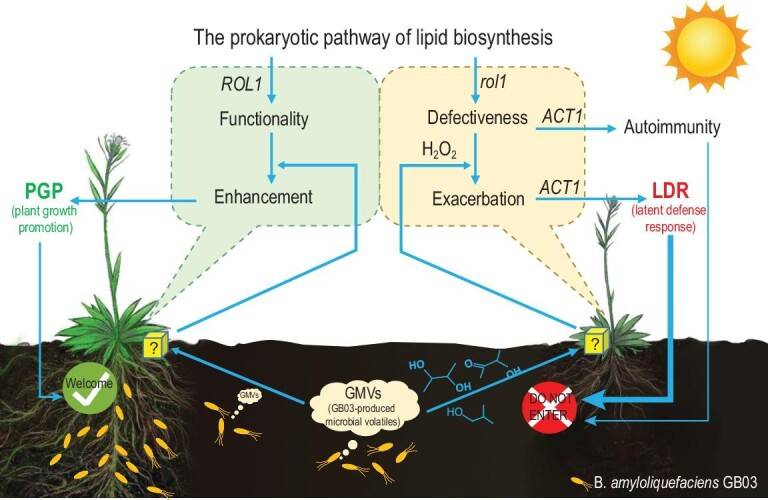 The prokaryotic pathway of lipid biosynthesis
ROL1
rol1
Functionality
Defectiveness
ACT1
Autoimmunity
H2O2
PGP
(plant growth
promotion)
Enhancement
Exacerbation
ACT1
LDR
(latent defense
response)
?
?
Welcome
GMVs
GMVs
(GB03-produced
microbial volatiles)
HO
OH
O
OH
HO
DO NOT
ENTER
B. amyloliquefaciens GB03